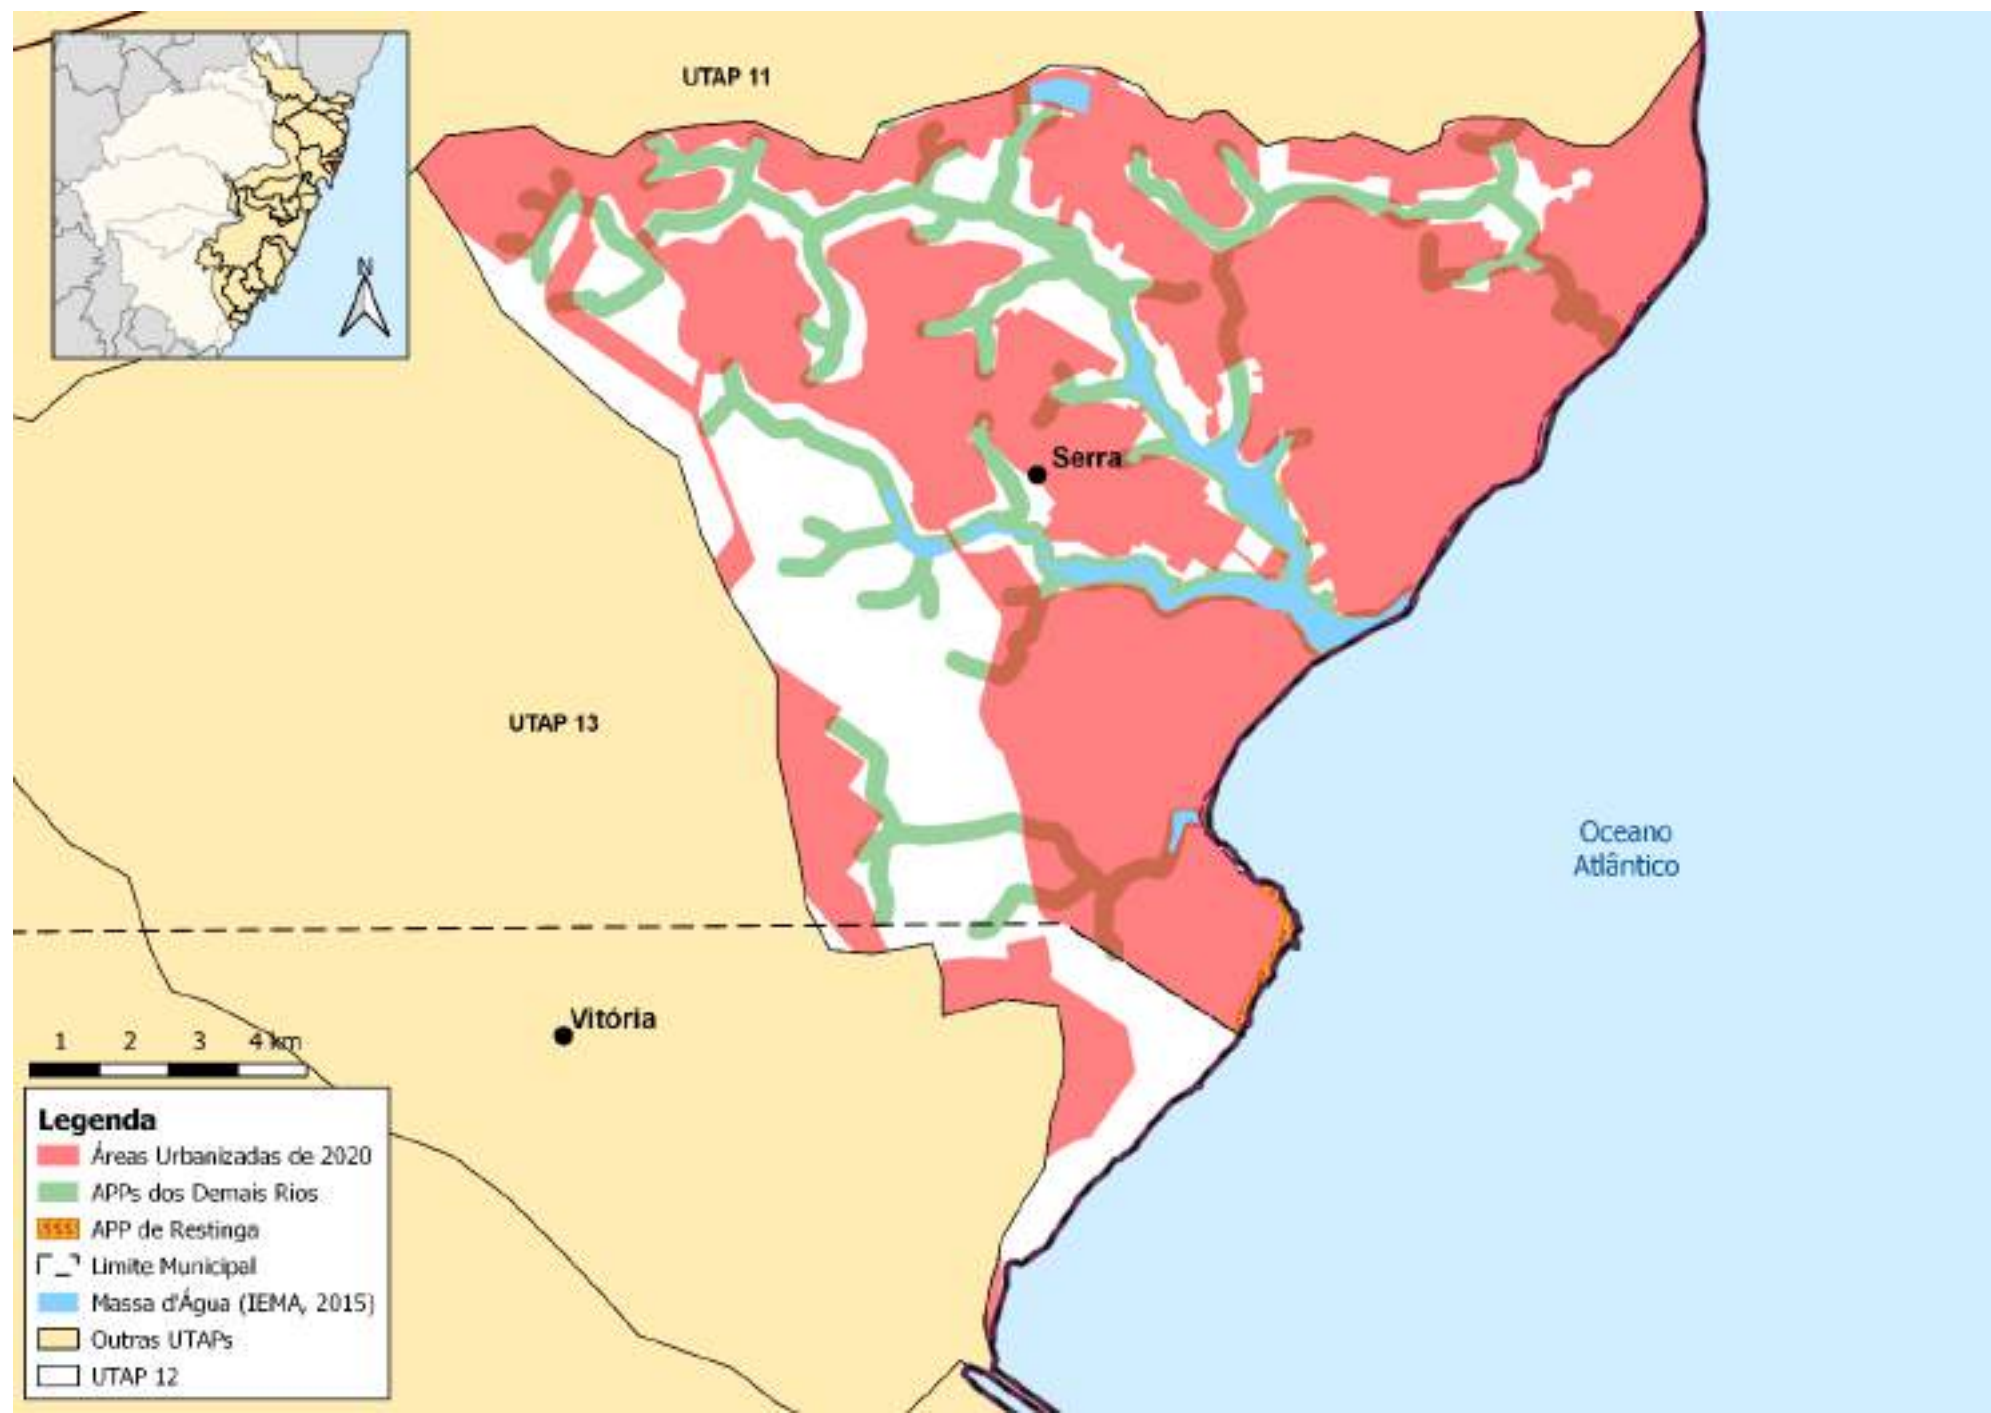 UTAP 11
N
Serra
UTAP 13
Oceano
Atlântico
Vitória
1 2 3 4 km
Legenda
Áreas Urbanizadas de 2020
APPs dos Demais Rios
APP de Restinga
Limite Municipal
Massa d'Água (IEMA, 2015)
Outras UTAPs
UTAP 12